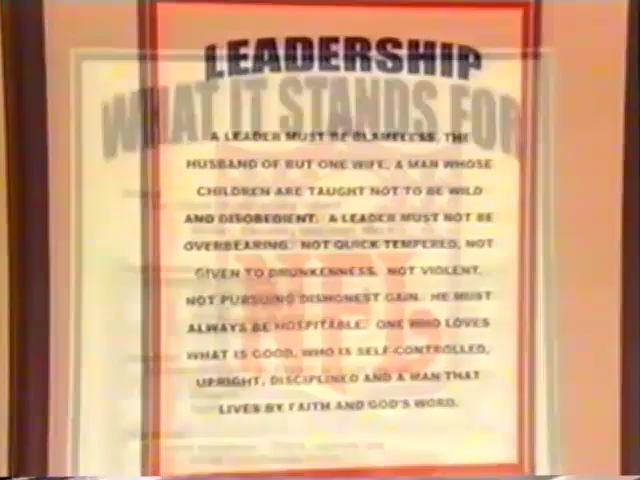 LEADERSHIP
WHAT IT STANDS FOR
A LEADER MUST BE BLAMELESS, THE
HUSBAND OF BUT ONE WIFE, A MAN WHOSE
CHILDREN ARE TAUGHT NOT TO BE WILD
AND DISOBEDIENT. A LEADER MUST NOT BE
OVERBEARING. NOT QUICK TEMPERED, NOT
GIVEN TO DRUNKENNESS. NOT VIOLENT.
NOT PURSUING DISHONEST GAIN. HE MUST
ALWAYS BE HOSPITABLE. ONE WHO LOVES
WHAT IS GOOD, WHO IS SELF-CONTROLLED,
UPRIGHT, DISCIPLINED AND A MAN THAT
LIVES BY FAITH AND GOD'S WORD.